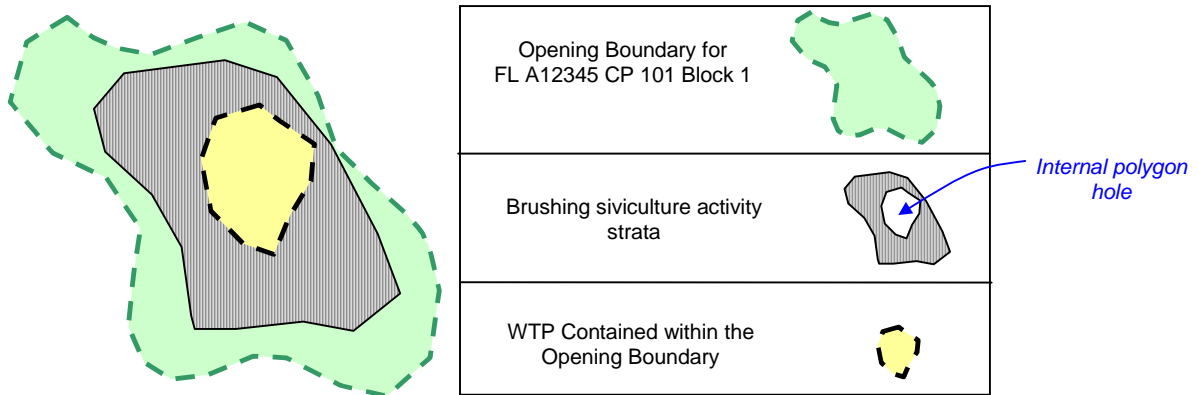 Opening Boundary for
FL A12345 CP 101 Block 1
Internal polygon
hole
Brushing siviculture activity
strata
WTP Contained within the
Opening Boundary